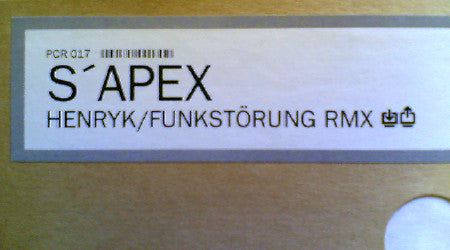 PCR 017
S´APEX
HENRYK/FUNKSTÖRUNG RMX